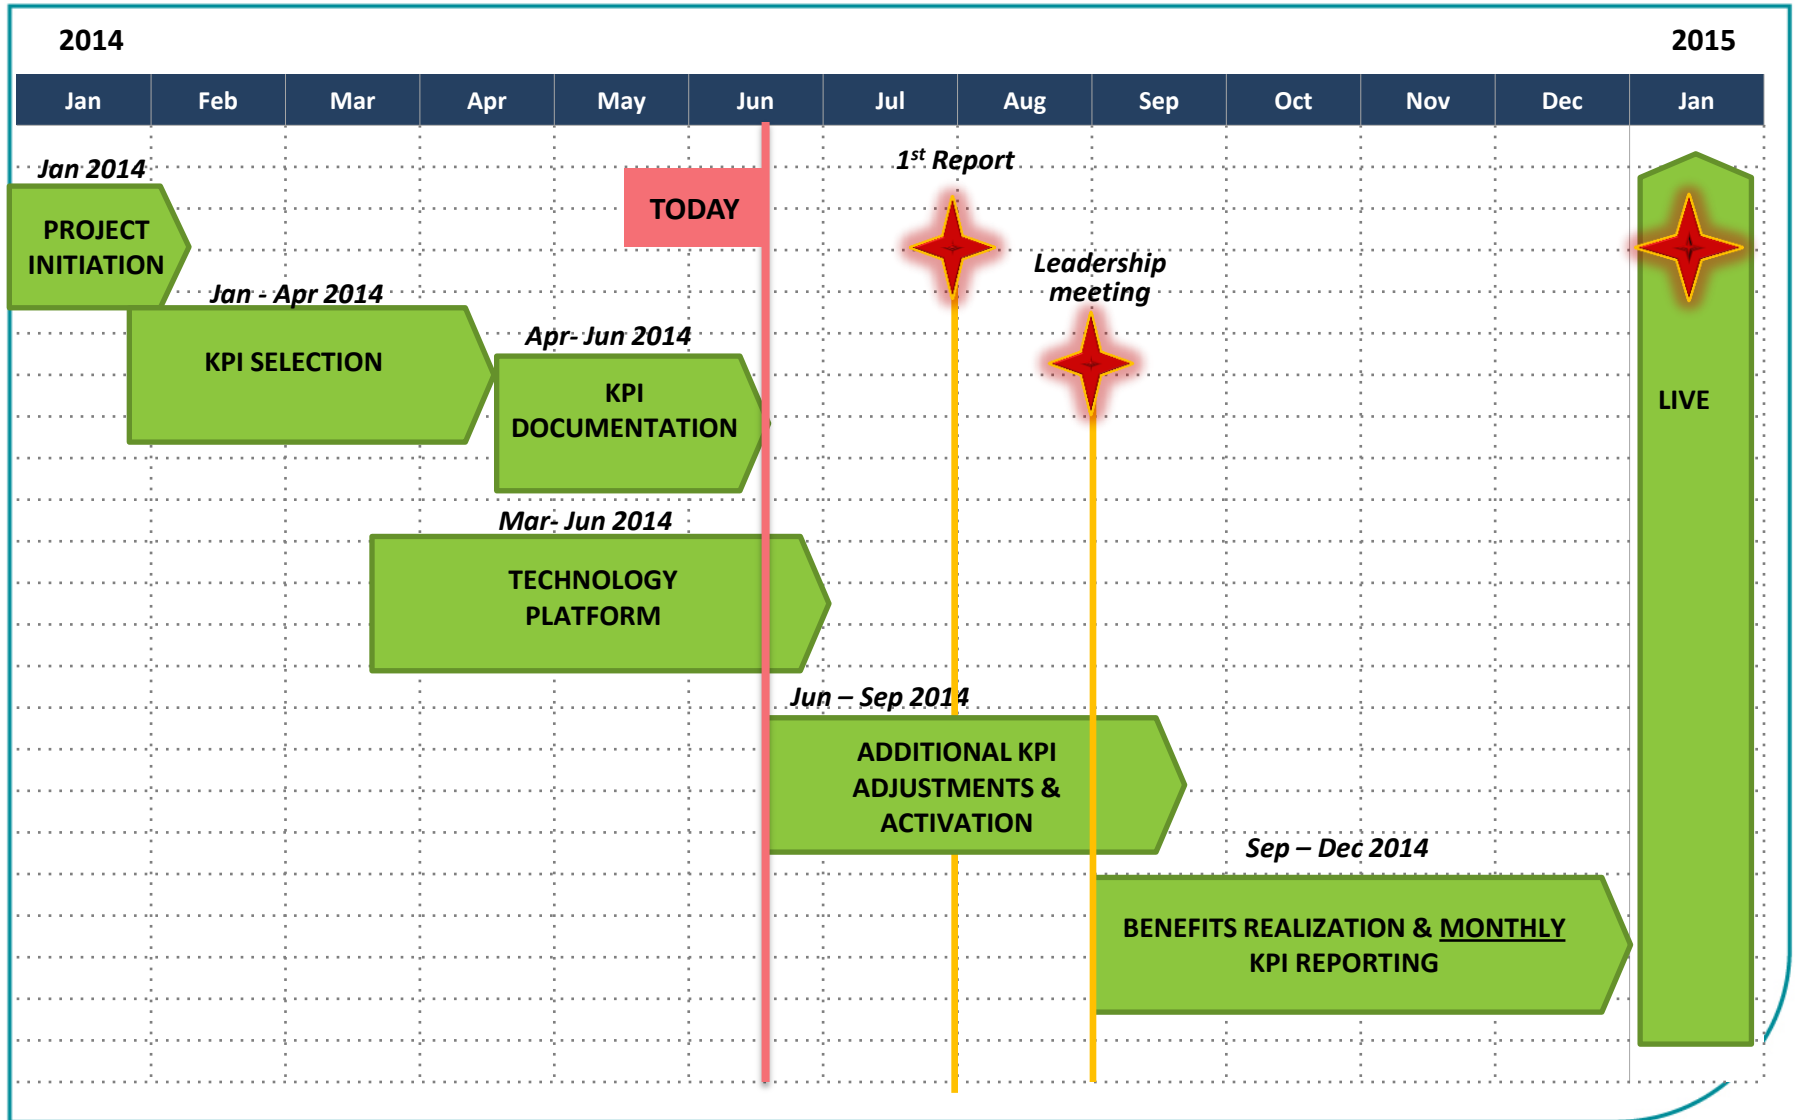 2014
2015
Jan Feb Mar Apr May Jun Jul Aug Sep Oct Nov Dec Jan
Jan 2014
PROJECT
INITIATION
TODAY
1st Report
Leadership
meeting
Jan - Apr 2014
KPI SELECTION
Apr- Jun 2014
KPI
DOCUMENTATION
LIVE
Mar- Jun 2014
TECHNOLOGY
PLATFORM
Jun – Sep 2014
ADDITIONAL KPI
ADJUSTMENTS &
ACTIVATION
Sep – Dec 2014
BENEFITS REALIZATION & MONTHLY
KPI REPORTING